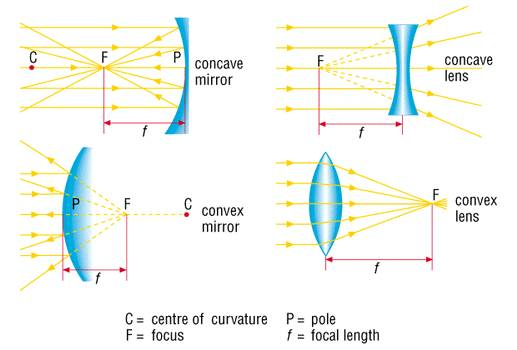 C
F
P
concave
mirror
f
F
concave
lens
f
P
F
C
convex
mirror
f
F
convex
lens
f
C = centre of curvature P = pole
F = focus f = focal length